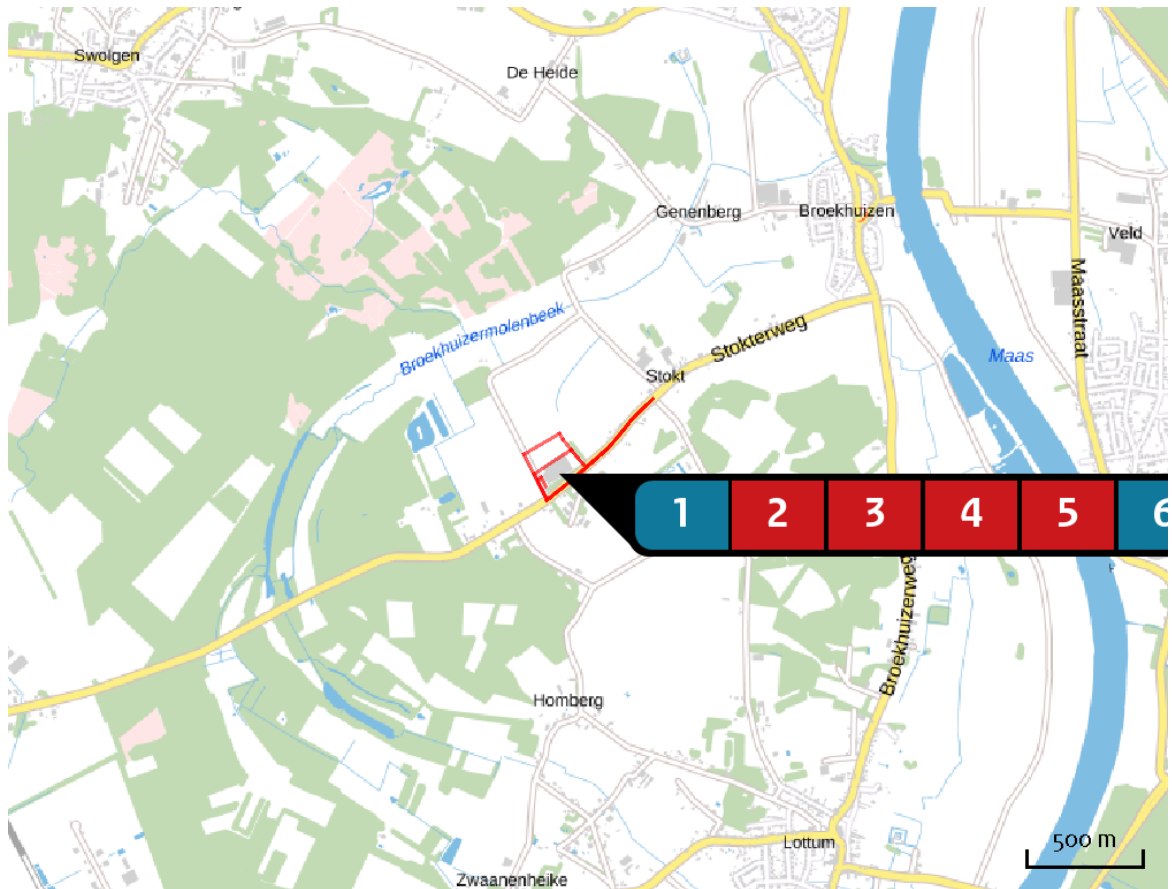 Swolgen
De Heide
Genenberg
Broekhuizen
Veld
Maasstraat
Broekhuizermolenbeek
Stokterweg
Maas
Stokt
1 2 3 4 5 6
Broekhuizerweg
Homberg
Lottum
500 m
Zwaanenheike